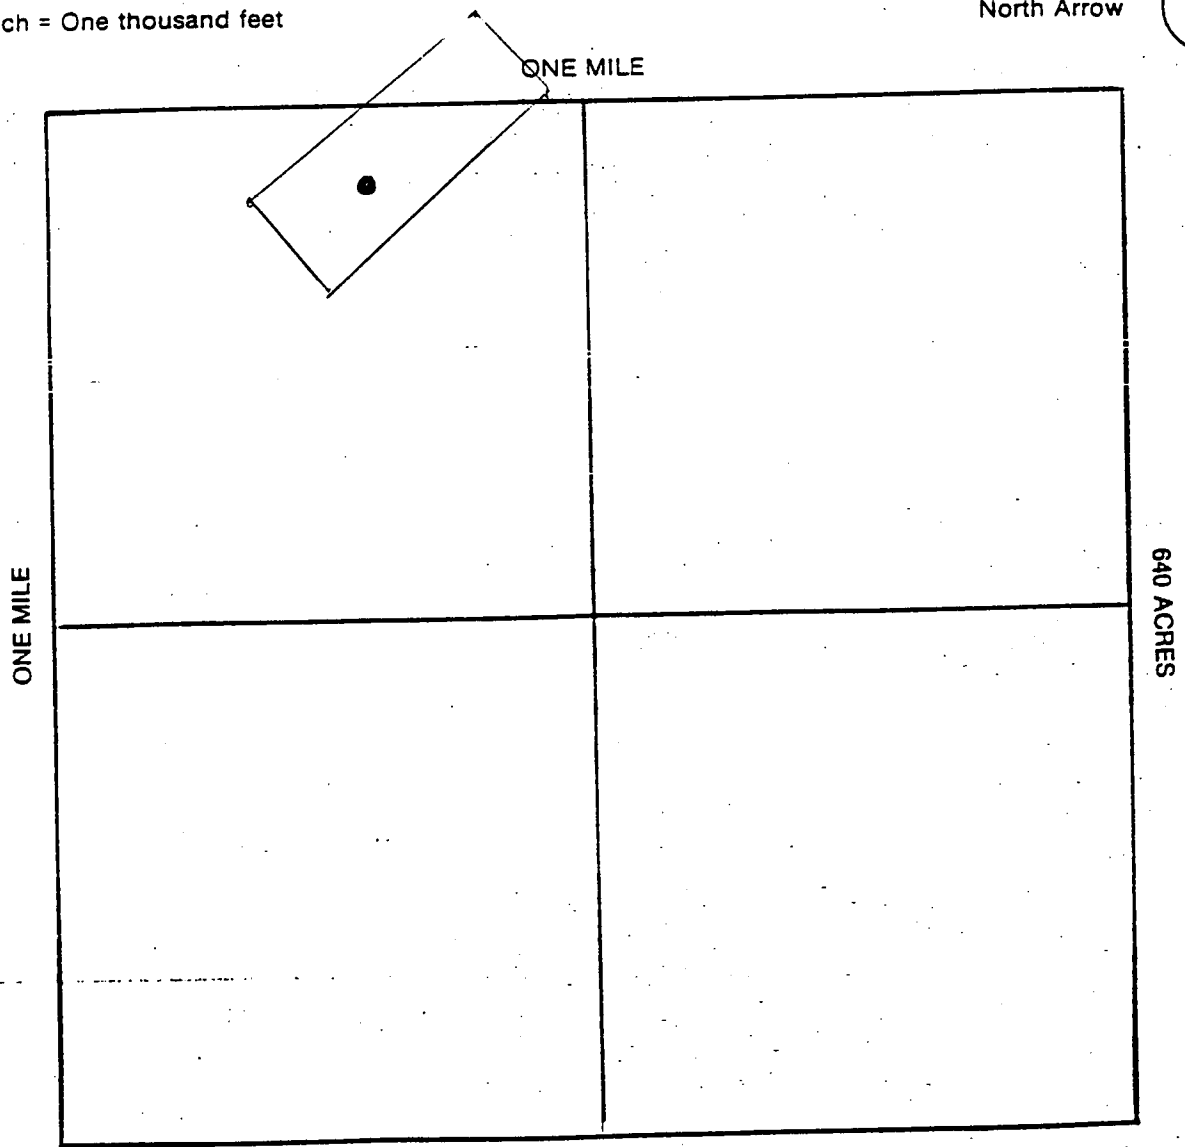 ch = One thousand feet
North Arrow
ONE MILE
ONE MILE
640 ACRES